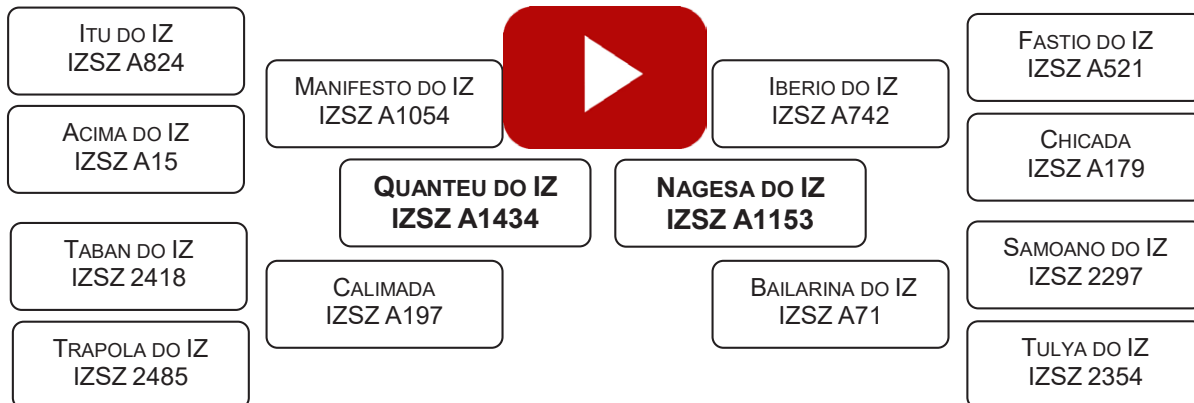 ITU DO IZ
IZSZ A824
ACIMA DO IZ
IZSZ A15
TABAN DO IZ
IZSZ 2418
TRAPOLA DO IZ
IZSZ 2485
MANIFESTO DO IZ
IZSZ A1054
CALIMADA
IZSZ A197
QUANTEU DO IZ
IZSZ A1434
NAGESA DO IZ
IZSZ A1153
IBERIO DO IZ
IZSZ A742
BAILARINA DO IZ
IZSZ A71
FASTIO DO IZ
IZSZ A521
CHICADA
IZSZ A179
SAMOANO DO IZ
IZSZ 2297
TULYA DO IZ
IZSZ 2354